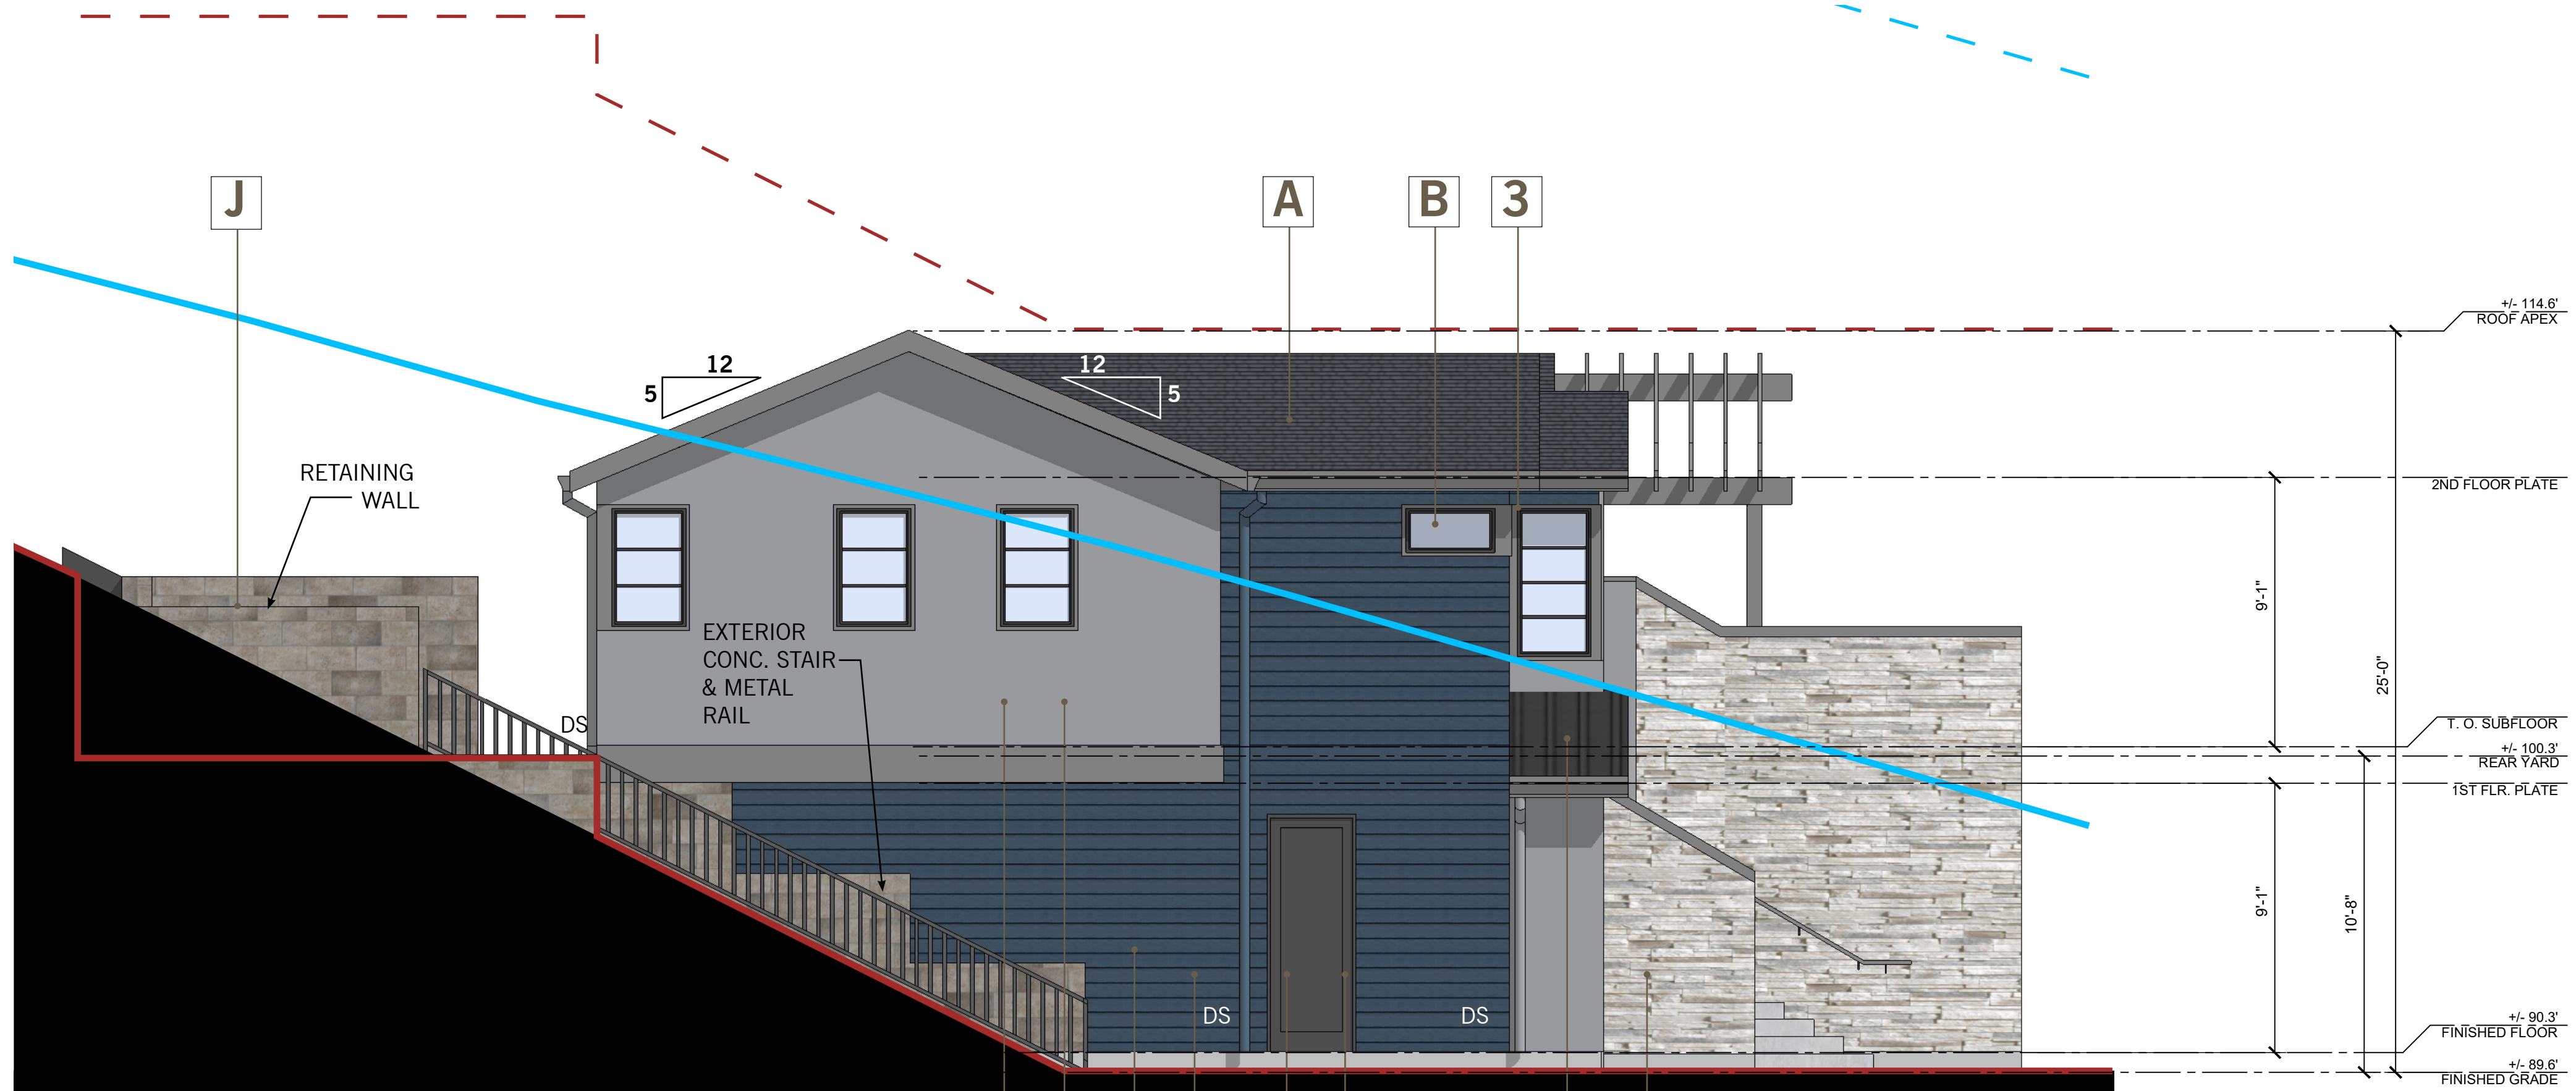 J
A
B
3
12
5
12
5
+/- 114.6'
ROOF APEX
RETAINING
WALL
2ND FLOOR PLATE
9'-1"
EXTERIOR
CONC. STAIR
& METAL
RAIL
25'-0"
DS
T. O. SUBFLOOR
+/- 100.3'
REAR YARD
1ST FLR. PLATE
9'-1"
10'-8"
DS
DS
+/- 90.3'
FINISHED FLOOR
+/- 89.6'
FINISHED GRADE